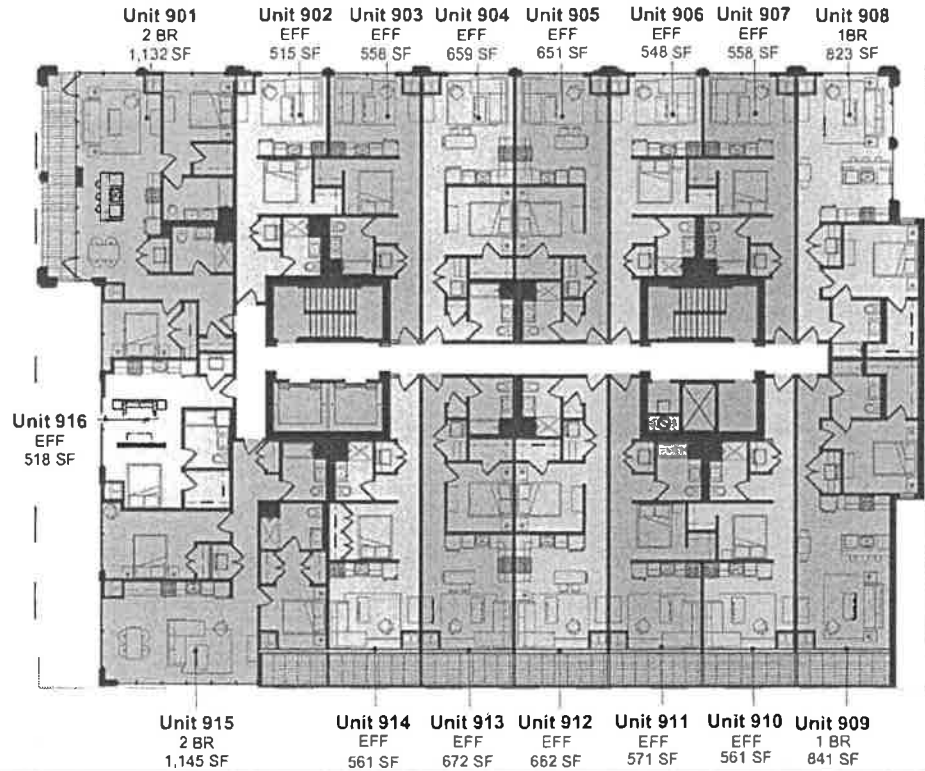 Unit 901
2 BR
1,132 SF
Unit 902
EFF
515 SF
Unit 903
EFF
558 SF
Unit 904
EFF
659 SF
Unit 905
EFF
651 SF
Unit 906
EFF
548 SF
Unit 907
EFF
558 SF
Unit 908
1BR
823 SF
Unit 916
EFF
518 SF
Unit 915
2 BR
1,145 SF
Unit 914
EFF
561 SF
Unit 913
EFF
672 SF
Unit 912
EFF
662 SF
Unit 911
EFF
571 SF
Unit 910
EFF
561 SF
Unit 909
1 BR
841 SF